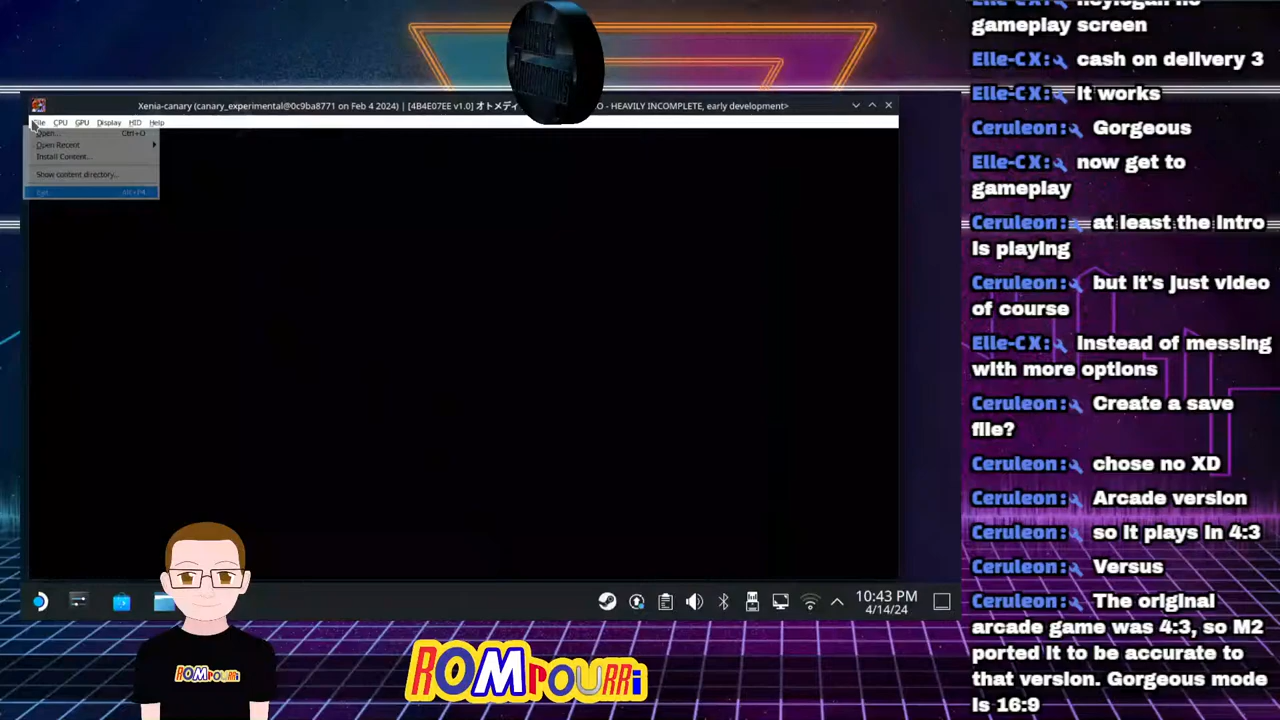 Xenia-canary (canary_experimental@0c9ba8771 on Feb 4 2024) | [4B4E07EE v1.0] オトメディ
O - HEAVILY INCOMPLETE, early development>
File CPU GPU Display HID Help
Open... Ctrl+O
Open Recent
Install Content...
Show content directory...
Exit Alt+F4
10:43 PM
4/14/24
ROMPOURRi
ROMPOURRi
gameplay screen
Elle-CX: cash on delivery 3
Elle-CX: It works
Ceruleon: Gorgeous
Elle-CX: now get to
gameplay
Ceruleon: at least the intro
is playing
Ceruleon: but it's just video
of course
Elle-CX: instead of messing
with more options
Ceruleon: Create a save
file?
Ceruleon: chose no XD
Ceruleon: Arcade version
Ceruleon: so it plays in 4:3
Ceruleon: Versus
Ceruleon: The original
arcade game was 4:3, so M2
ported it to be accurate to
that version. Gorgeous mode
is 16:9